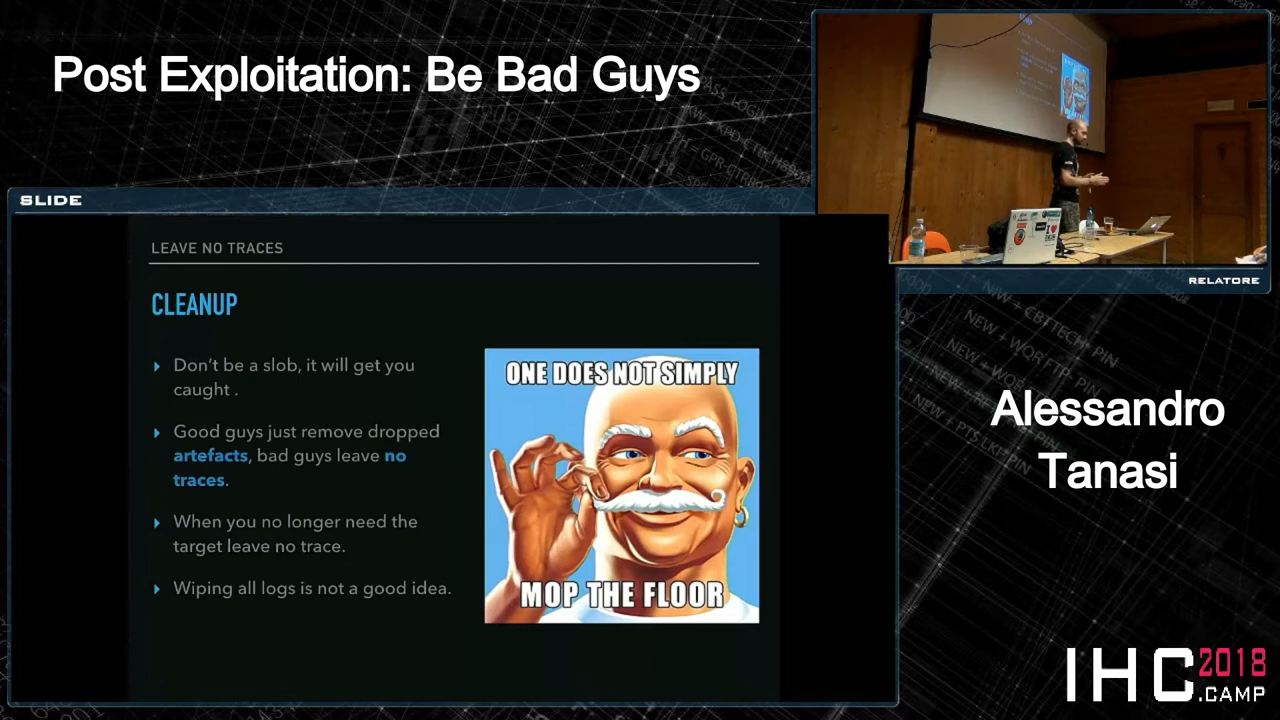 Post Exploitation: Be Bad Guys
SLIDE
LEAVE NO TRACES
CLEANUP
Don't be a slob, it will get you
caught .
Good guys just remove dropped
artefacts, bad guys leave no
traces.
When you no longer need the
target leave no trace.
Wiping all logs is not a good idea.
ONE DOES NOT SIMPLY
MOP THE FLOOR
RELATORE
Alessandro
Tanasi
IHC 2018
.CAMP